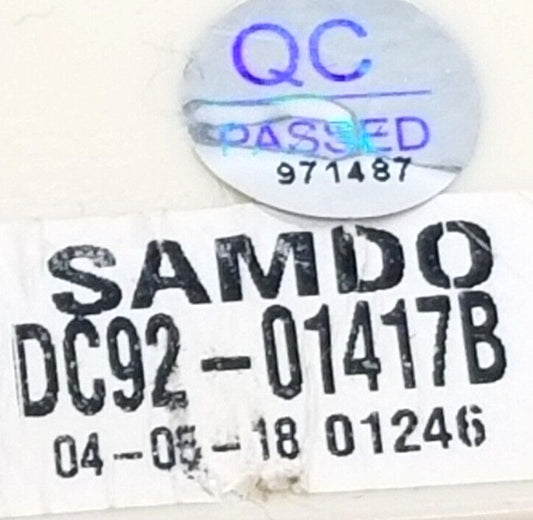 QC
PASSED
971487
SAMDO
DC92-01417B
04-05-18 01246